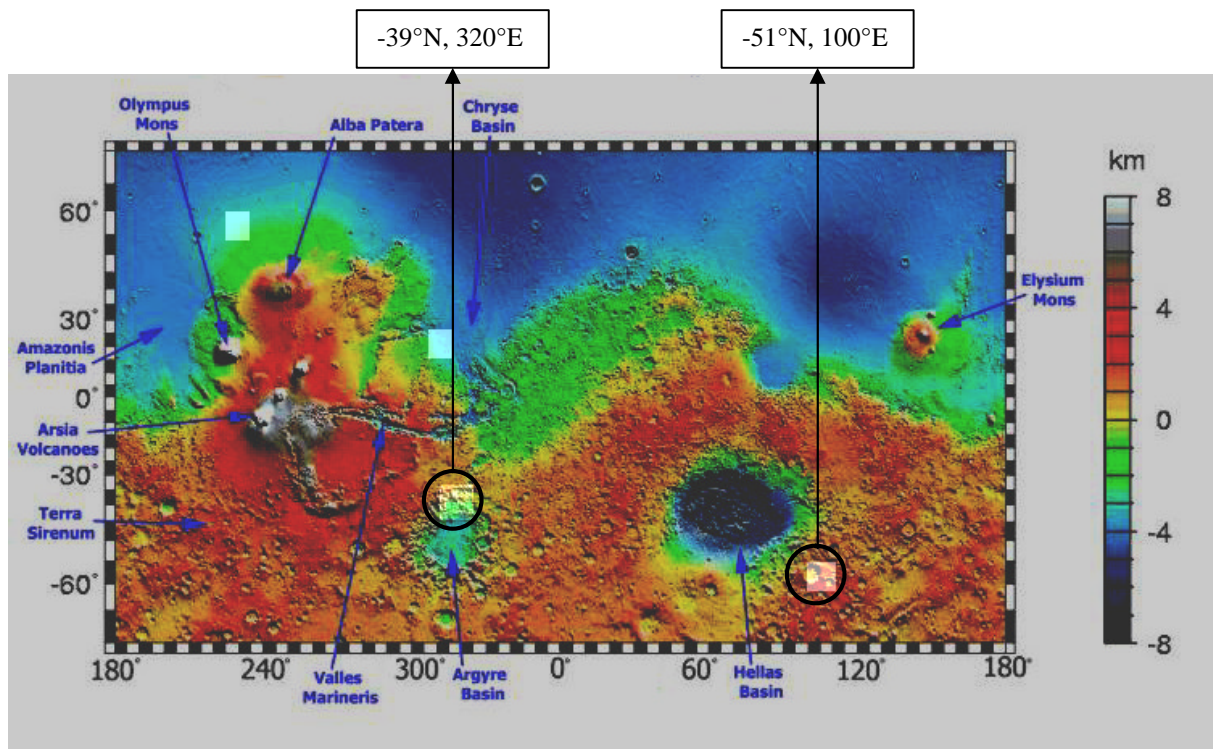 -39°N, 320°E
-51°N, 100°E
Olympus
Mons
Alba Patera
Chryse
Basin
km
8
60°
4
Elysium
Mons
30°
Amazonis
Planitia
0°
0
Arsia
Volcanoes
-30°
Terra
Sirenum
-4
-60°
-8
180° 240° 300° 0° 60° 120° 180°
Valles
Marineris
Argyre
Basin
Hellas
Basin